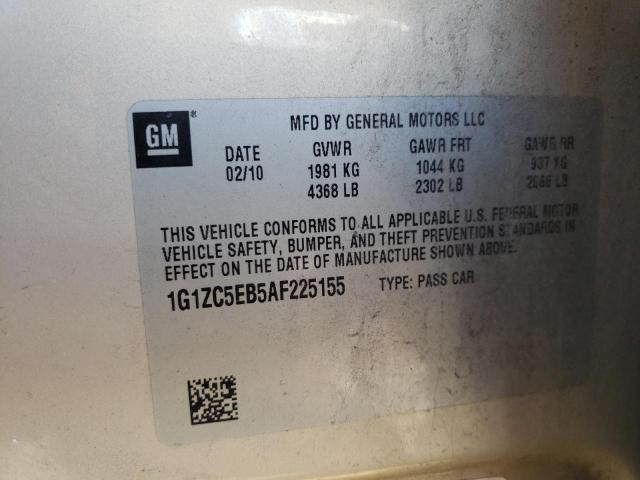 GM
MFD BY GENERAL MOTORS LLC
DATE GVWR GAWR FRT GAWR RR
02/10 1981 KG 1044 KG 937 KG
4368 LB 2302 LB 2066 LB
THIS VEHICLE CONFORMS TO ALL APPLICABLE U.S. FEDERAL MOTOR
VEHICLE SAFETY, BUMPER, AND THEFT PREVENTION STANDARDS IN
EFFECT ON THE DATE OF MANUFACTURE SHOWN ABOVE.
1G1ZC5EB5AF225155 TYPE: PASS CAR